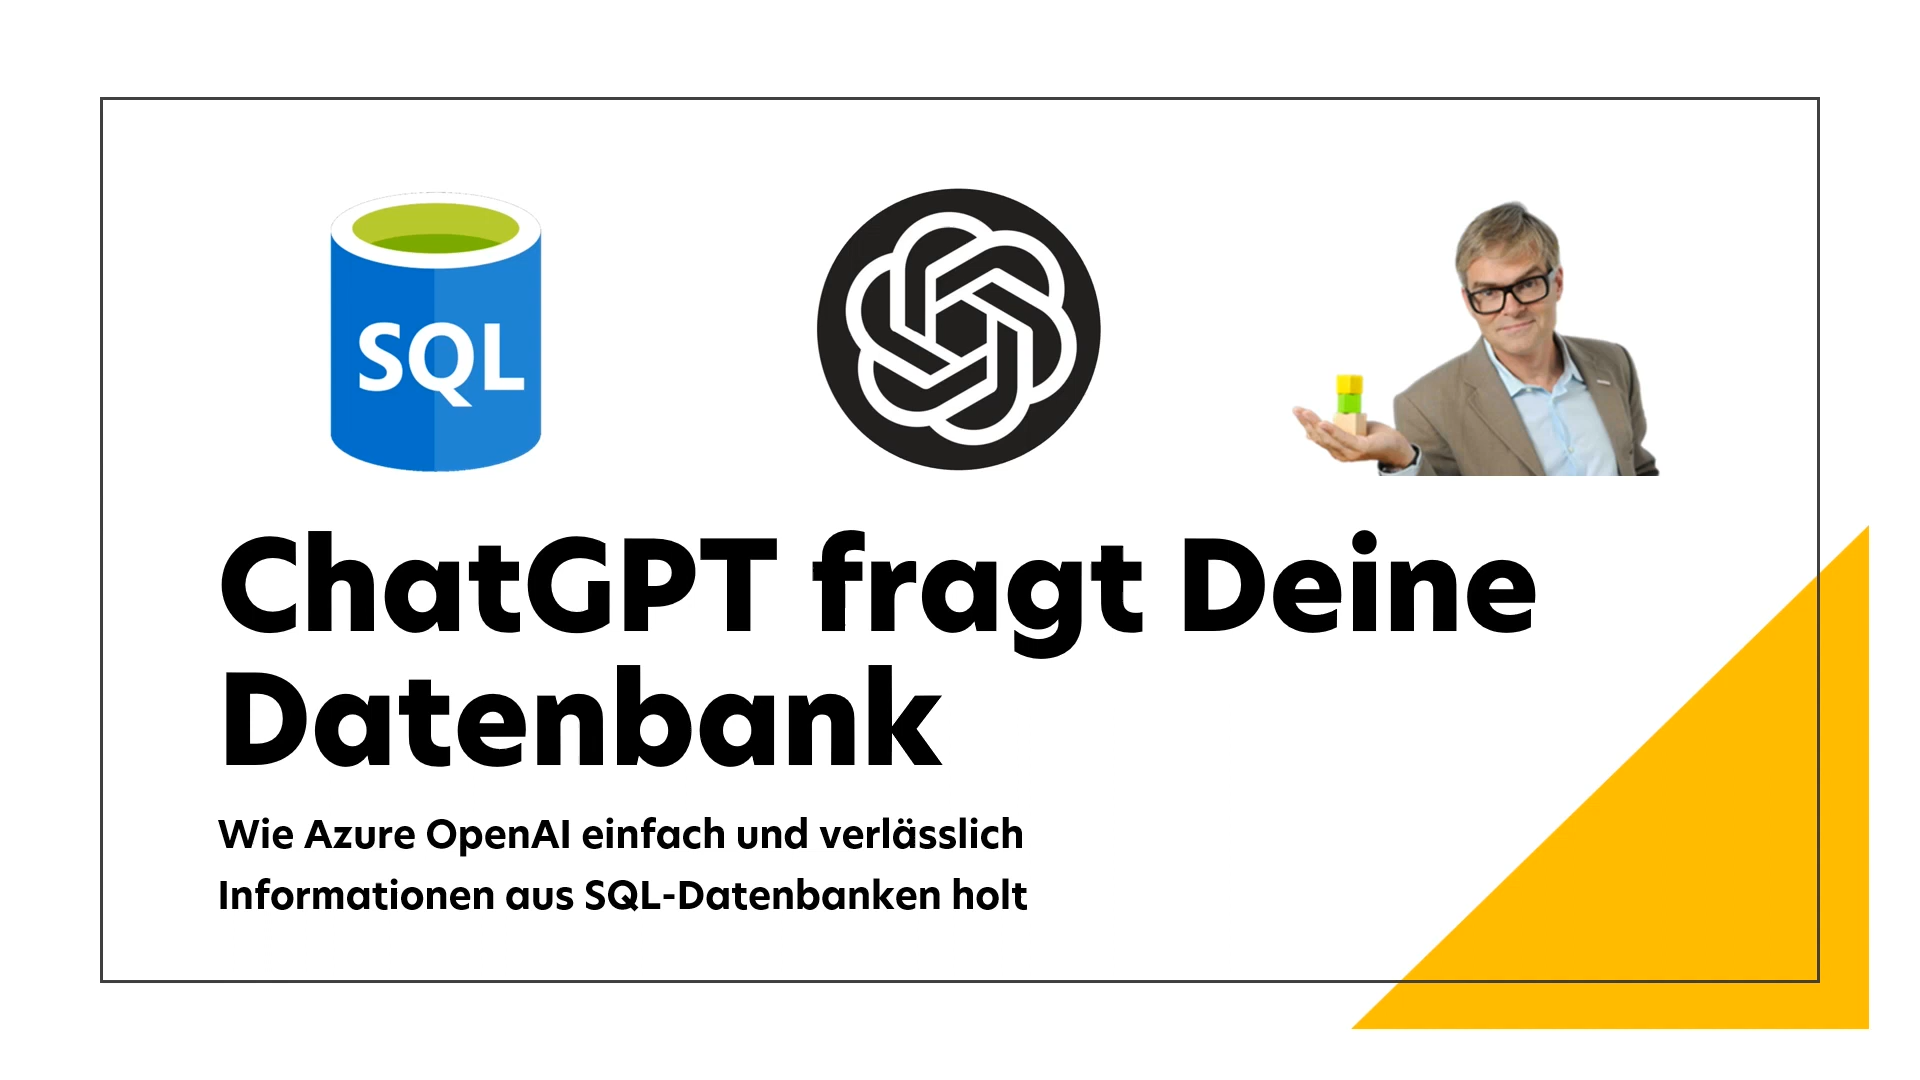 SQL
ChatGPT fragt Deine
Datenbank
Wie Azure OpenAI einfach und verlässlich
Informationen aus SQL-Datenbanken holt